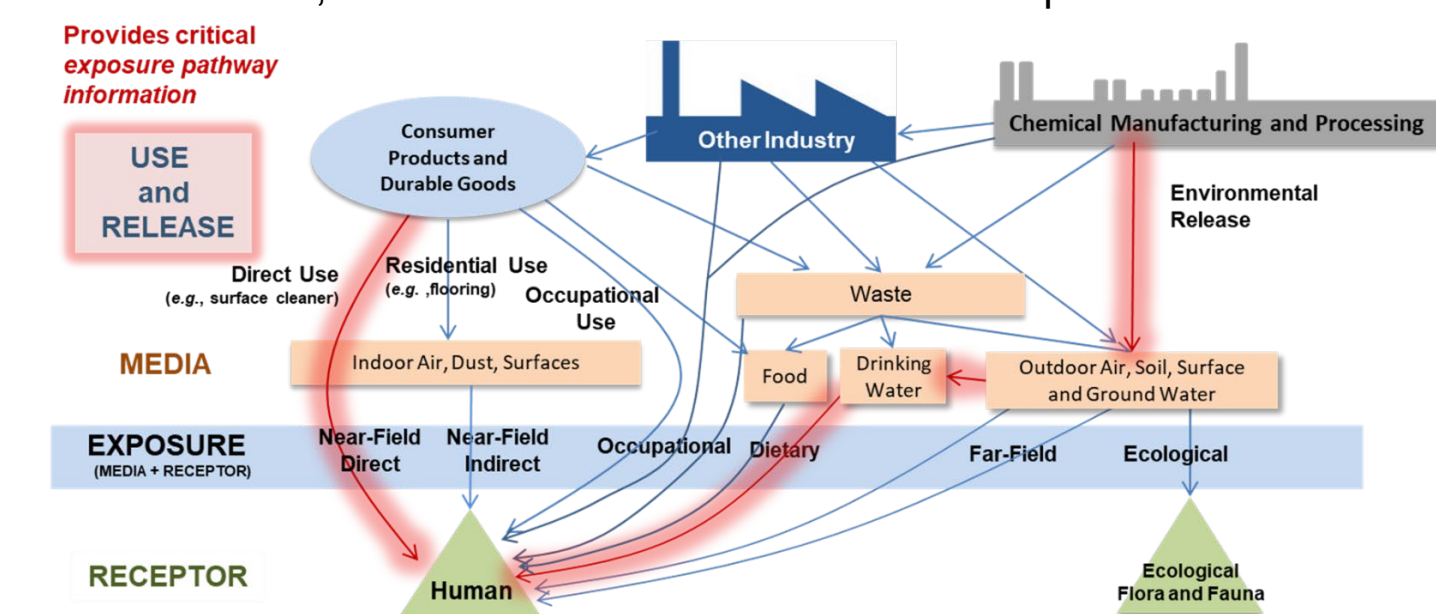 Provides critical
exposure pathway
information
USE
and
RELEASE
Consumer
Products and
Durable Goods
Other Industry
Chemical Manufacturing and Processing
Environmental
Release
Direct Use
(e.g., surface cleaner)
Residential Use
(e.g. ,flooring)
Occupational
Use
Waste
MEDIA
Indoor Air, Dust, Surfaces
Food
Drinking
Water
Outdoor Air, Soil, Surface
and Ground Water
EXPOSURE
(MEDIA + RECEPTOR)
Near-Field
Direct
Near-Field
Indirect
Occupational
Dietary
Far-Field
Ecological
RECEPTOR
Human
Ecological
Flora and Fauna